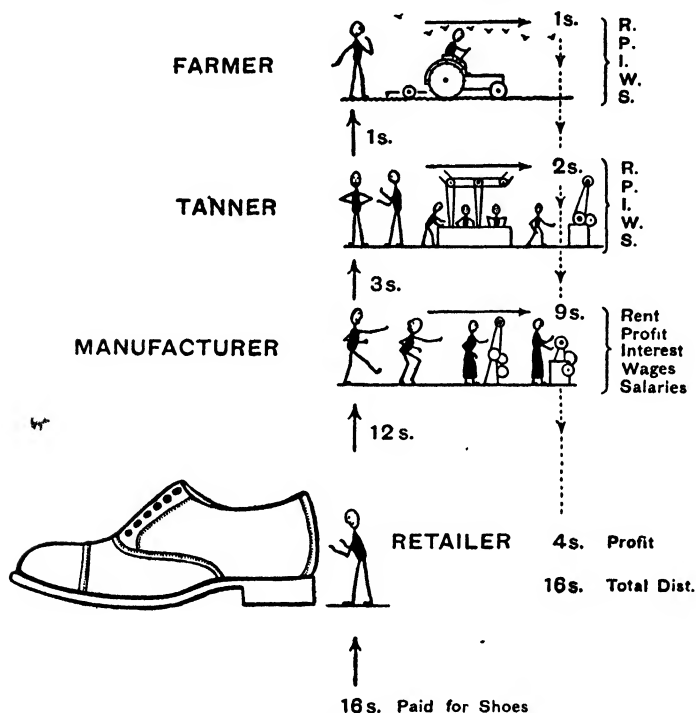 1s.
R.
P.
I.
W.
S.
FARMER
1s.
2s.
R.
P.
I.
W.
S.
TANNER
3s.
9s.
Rent
Profit
Interest
Wages
Salaries
MANUFACTURER
12s.
RETAILER 4s. Profit
16s. Total Dist.
16s. Paid for Shoes